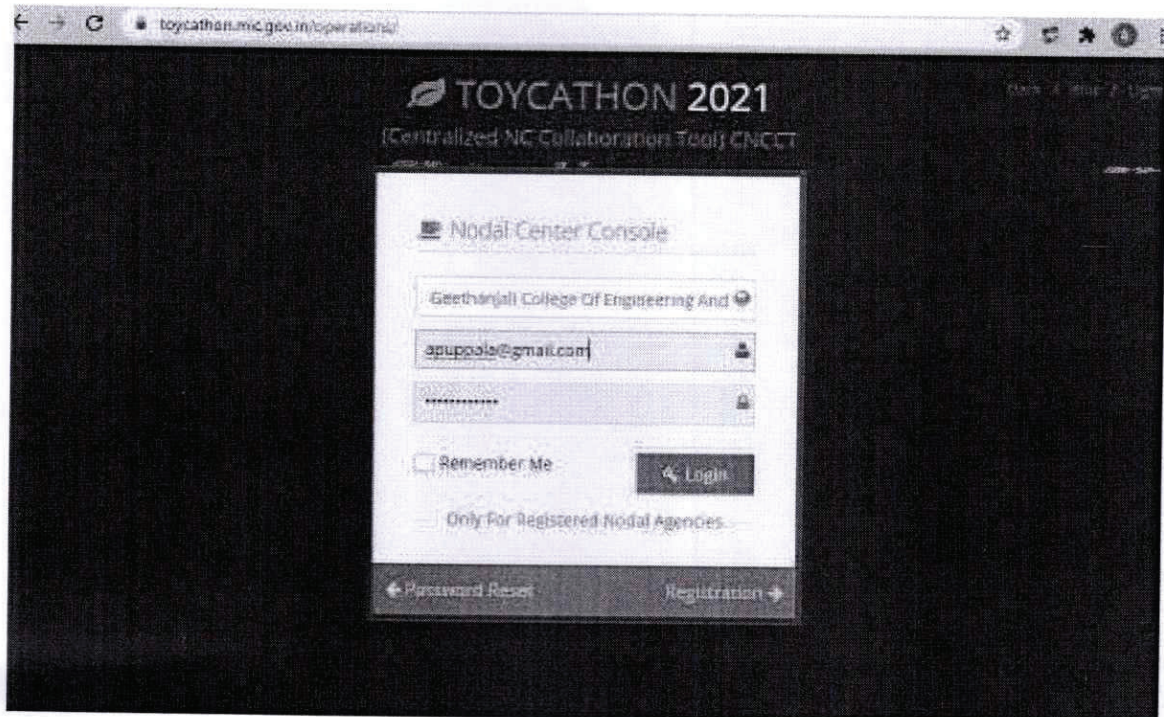 toycathon.mic.gov.in/operations/
TOYCATHON 2021
[Centralized NC Collaboration Tool] CNCCT
Nodal Center Console
Geethanjali College Of Engineering And
apuppala@gmail.com
••••••••••••
Remember Me
Login
Only For Registered Nodal Agencies
Password Reset
Registration